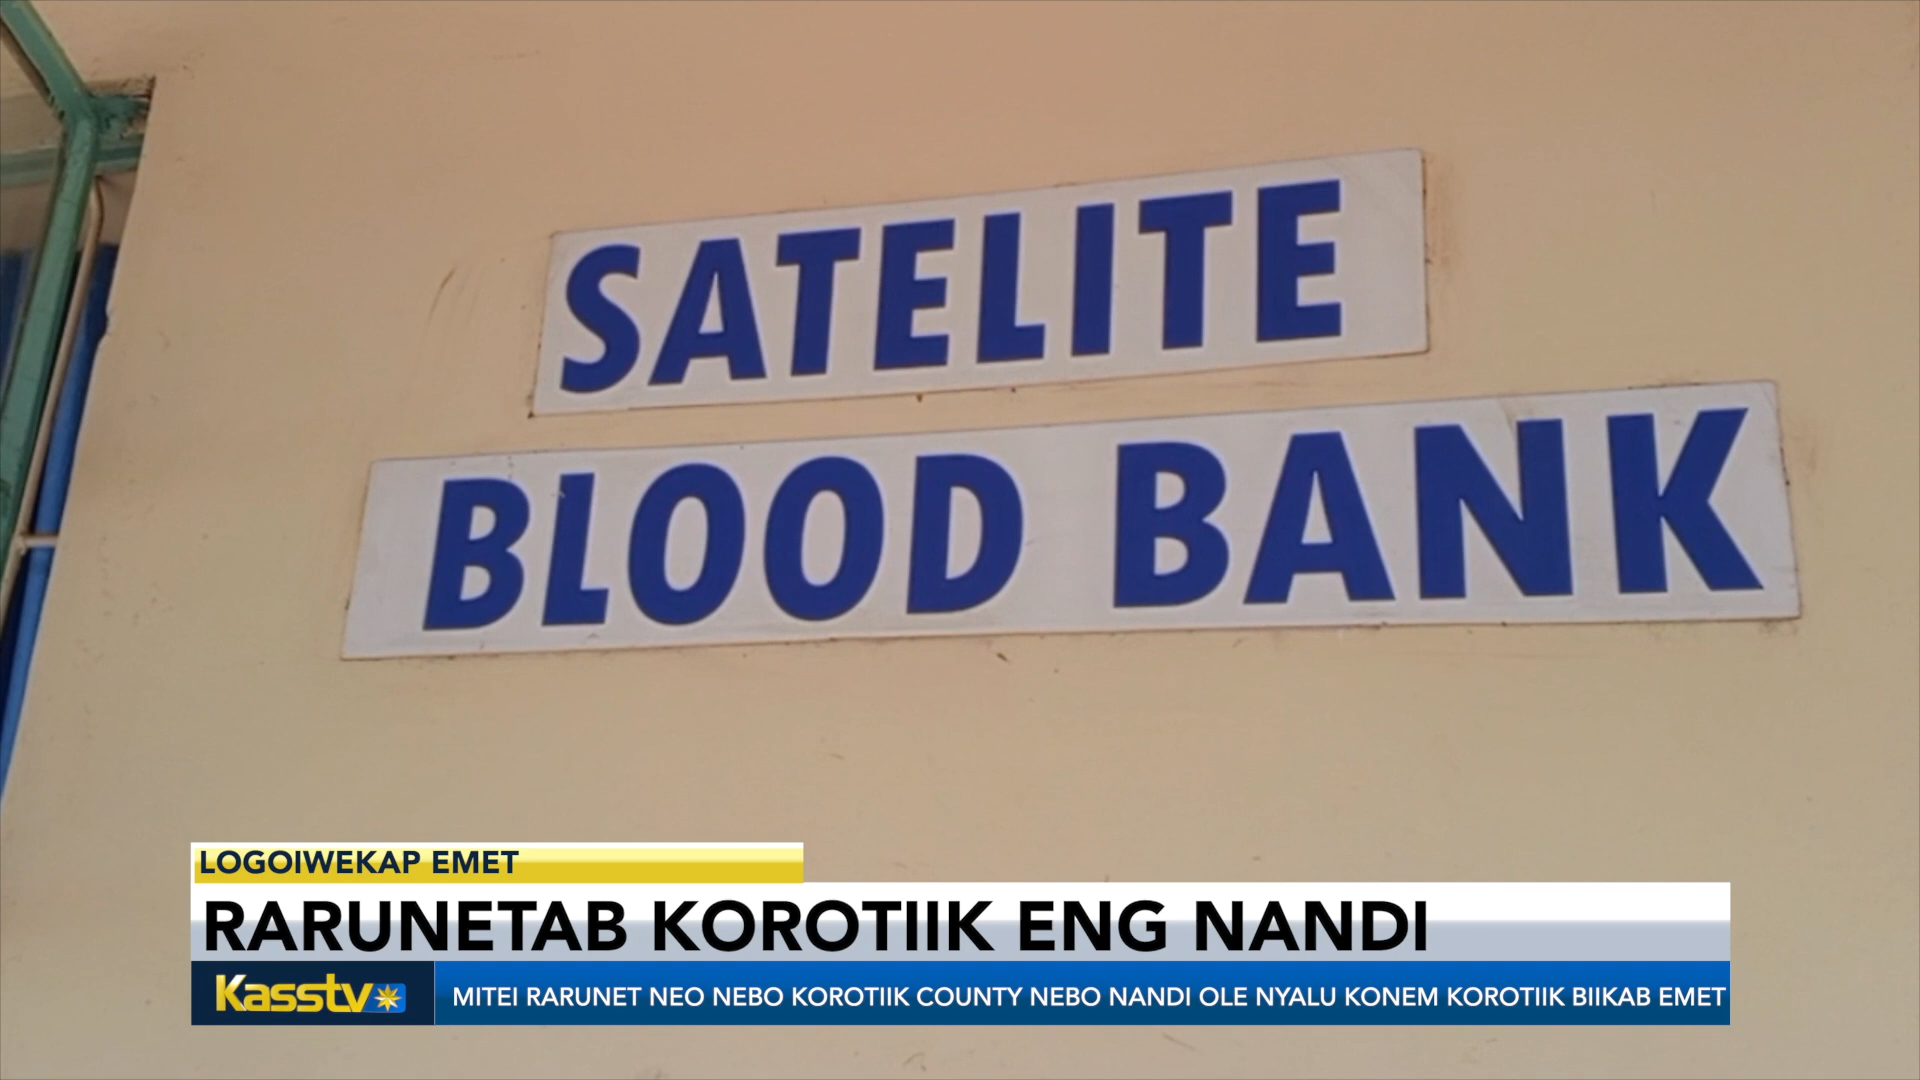 SATELITE
BLOOD BANK
LOGOIWEKAP EMET
RARUNETAB KOROTIIK ENG NANDI
Kasstv
MITEI RARUNET NEO NEBO KOROTIIK COUNTY NEBO NANDI OLE NYALU KONEM KOROTIIK BIIKAB EMET